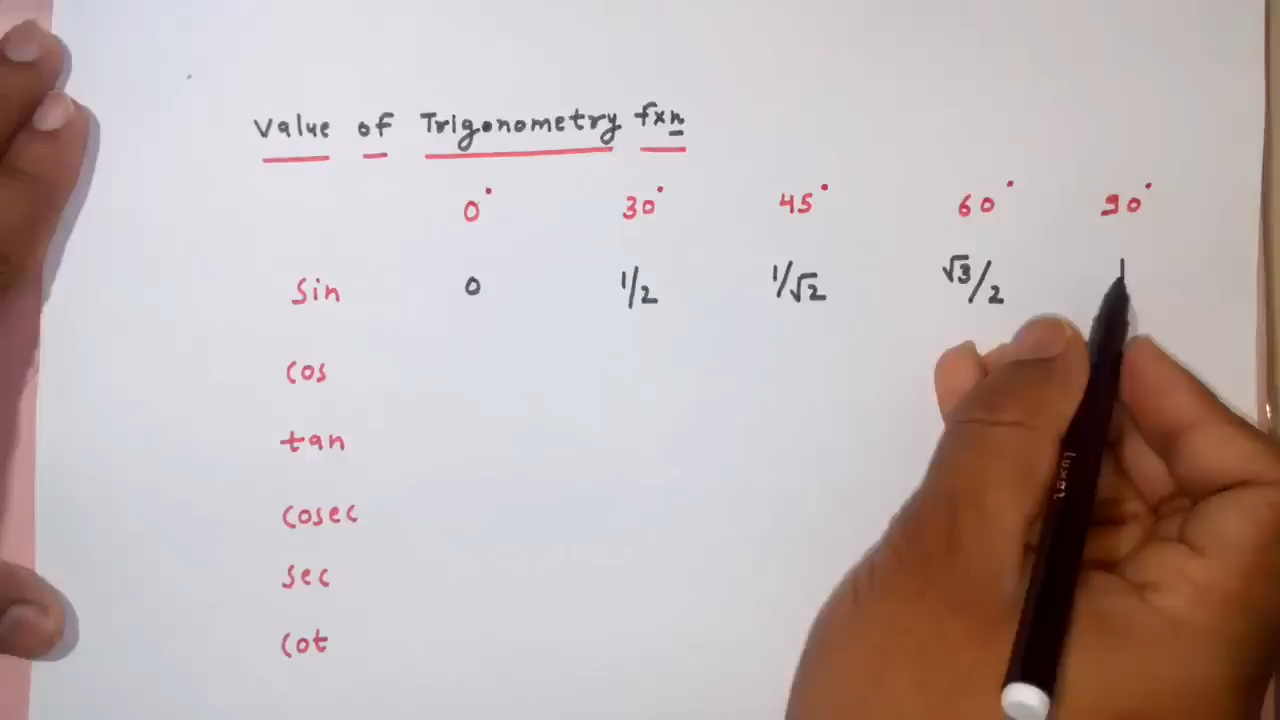 Value of Trigonometry fxn
0° 30° 45° 60° 90°
Sin 0 1/2 1/√2 √3/2 1
cos
tan
cosec
sec
cot
LUXOR